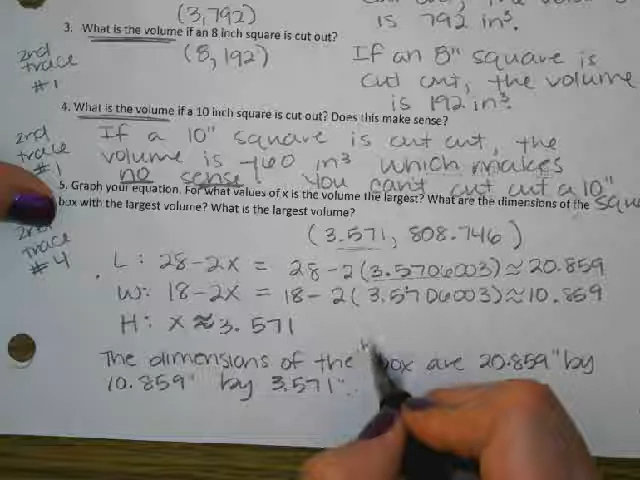 (3,792)
is 792 in³.
3. What is the volume if an 8 inch square is cut out?
2nd trace #1
(8, 192)
If an 8" square is
cut out, the volume
is 192 in³.
4. What is the volume if a 10 inch square is cut out? Does this make sense?
2nd trace #1
If a 10" square is cut out, the
volume is -160 in³ which makes
no sense! You can't cut out a 10"
square
5. Graph your equation. For what values of x is the volume the largest? What are the dimensions of the
box with the largest volume? What is the largest volume?
2nd trace #4
(3.571, 808.746)
L: 28-2x = 28-2(3.5706003) ≈ 20.859
W: 18-2x = 18-2(3.5706003) ≈ 10.859
H: x ≈ 3.571
The dimensions of the box are 20.859" by
10.859" by 3.571".